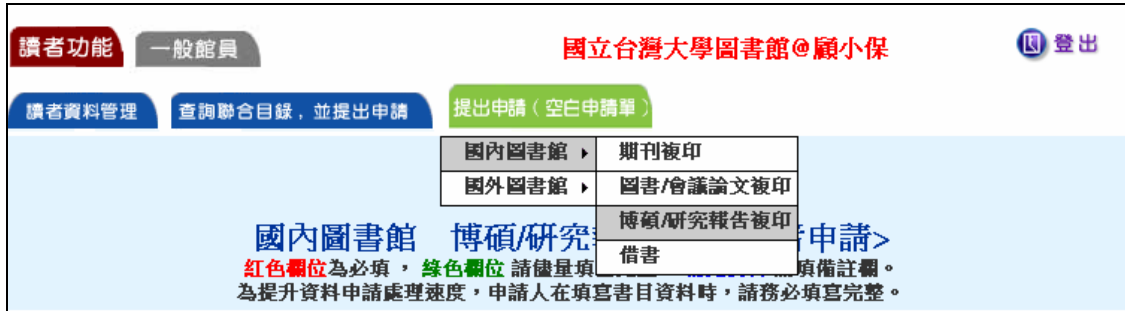 讀者功能 一般館員 國立台灣大學圖書館@顧小保 登出
讀者資料管理 查詢聯合目錄，並提出申請 提出申請（空白申請單）
國內圖書館 期刊複印
國外圖書館 圖書/會議論文複印
博碩/研究報告複印
借書
國內圖書館 博碩/研究 申請>
紅色欄位為必填，綠色欄位 請儘量填 填備註欄。
為提升資料申請處理速度，申請人在填寫書目資料時，請務必填寫完整。